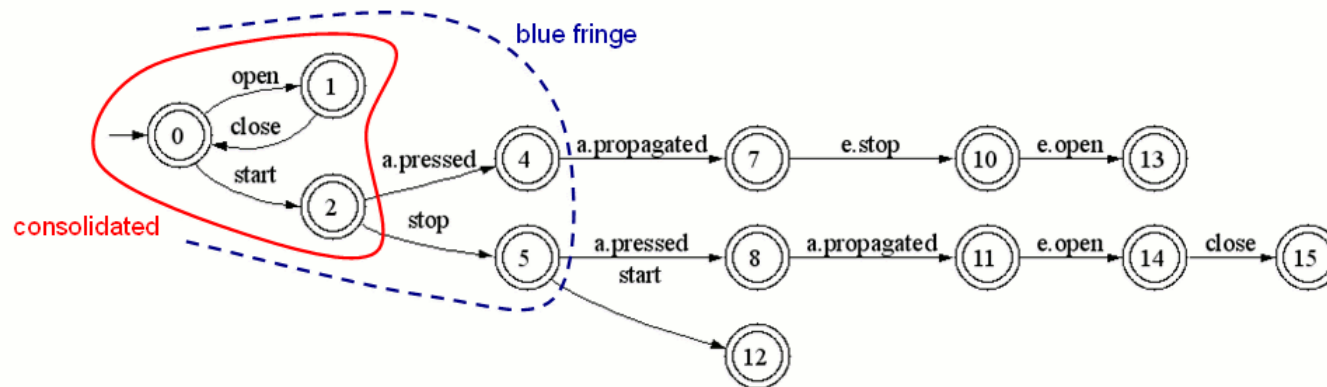 blue fringe
open
1
close
0
start
2
consolidated
a.pressed
4
a.propagated
7
e.stop
10
e.open
13
stop
5
a.pressed
start
8
a.propagated
11
e.open
14
close
15
12